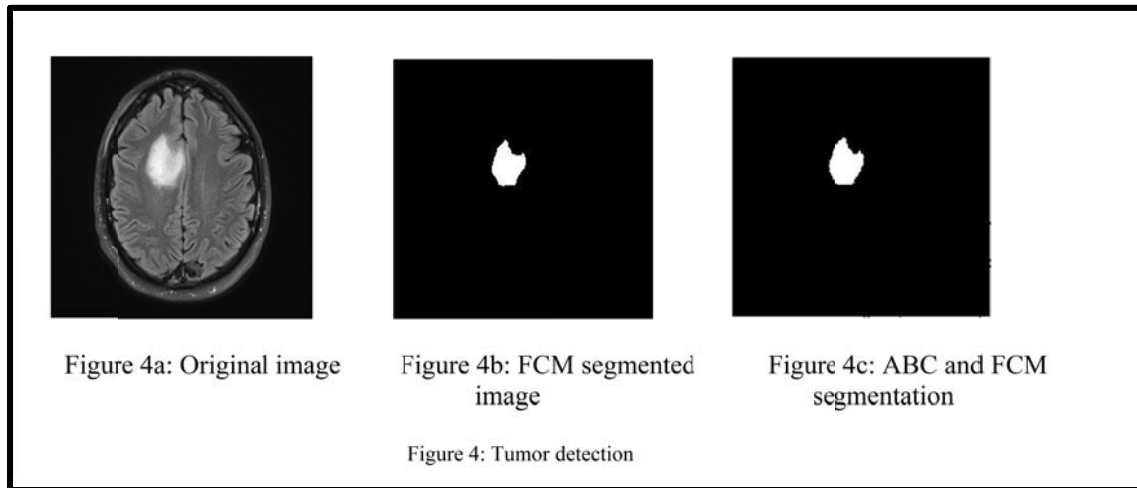 Figure 4a: Original image
Figure 4b: FCM segmented
image
Figure 4c: ABC and FCM
segmentation
Figure 4: Tumor detection